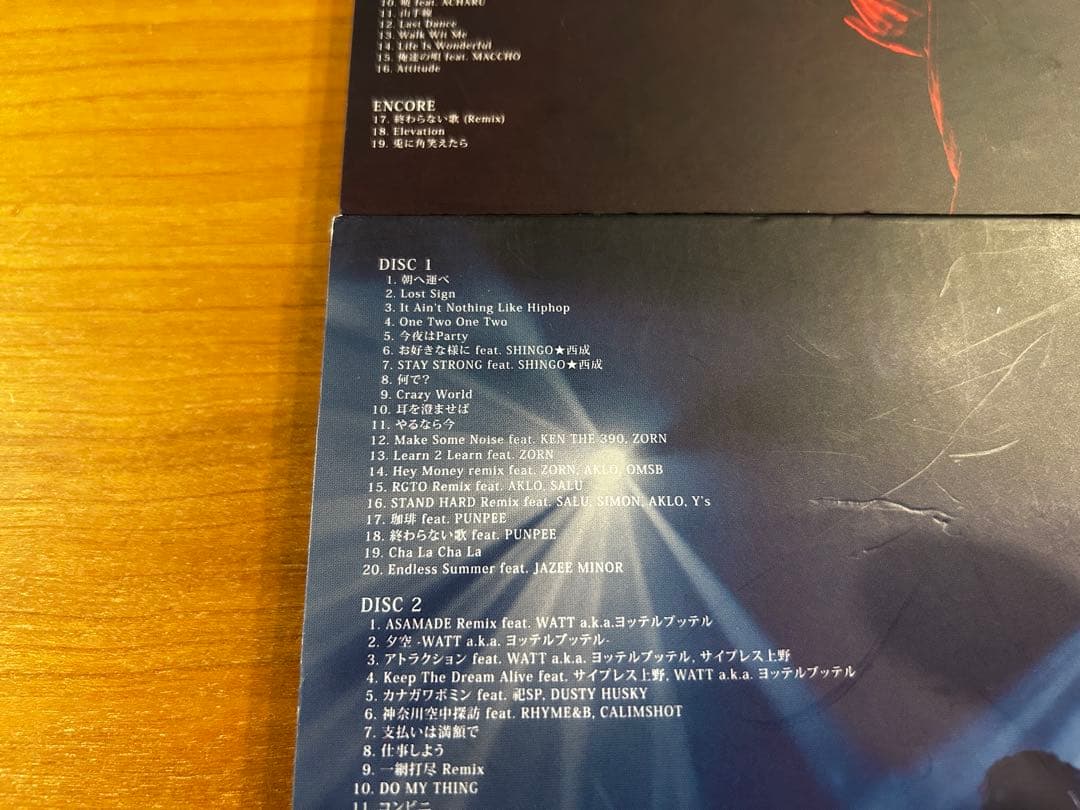 10. 暁 feat. ACHARU
11. 山手線
12. Last Dance
13. Walk Wit Me
14. Life Is Wonderful
15. 俺達の唄 feat. MACCHO
16. Attitude
ENCORE
17. 終わらない歌 (Remix)
18. Elevation
19. 兎に角笑えたら
DISC 1
1. 朝へ運べ
2. Lost Sign
3. It Ain't Nothing Like Hiphop
4. One Two One Two
5. 今夜はParty
6. お好きな様に feat. SHINGO★西成
7. STAY STRONG feat. SHINGO★西成
8. 何で?
9. Crazy World
10. 耳を澄ませば
11. やるなら今
12. Make Some Noise feat. KEN THE 390, ZORN
13. Learn 2 Learn feat. ZORN
14. Hey Money remix feat. ZORN, AKLO, OMSB
15. RGTO Remix feat. AKLO, SALU
16. STAND HARD Remix feat. SALU, SIMON, AKLO, Y's
17. 珈琲 feat. PUNPEE
18. 終わらない歌 feat. PUNPEE
19. Cha La Cha La
20. Endless Summer feat. JAZEE MINOR
DISC 2
1. ASAMADE Remix feat. WATT a.k.a.ヨッテルブッテル
2. 夕空 -WATT a.k.a. ヨッテルブッテル-
3. アトラクション feat. WATT a.k.a. ヨッテルブッテル, サイプレス上野
4. Keep The Dream Alive feat. サイプレス上野, WATT a.k.a. ヨッテルブッテル
5. カナガワボミン feat. 祀SP, DUSTY HUSKY
6. 神奈川空中探訪 feat. RHYME&B, CALIMSHOT
7. 支払いは満額で
8. 仕事しよう
9. 一網打尽 Remix
10. DO MY THING
11. コンビニ